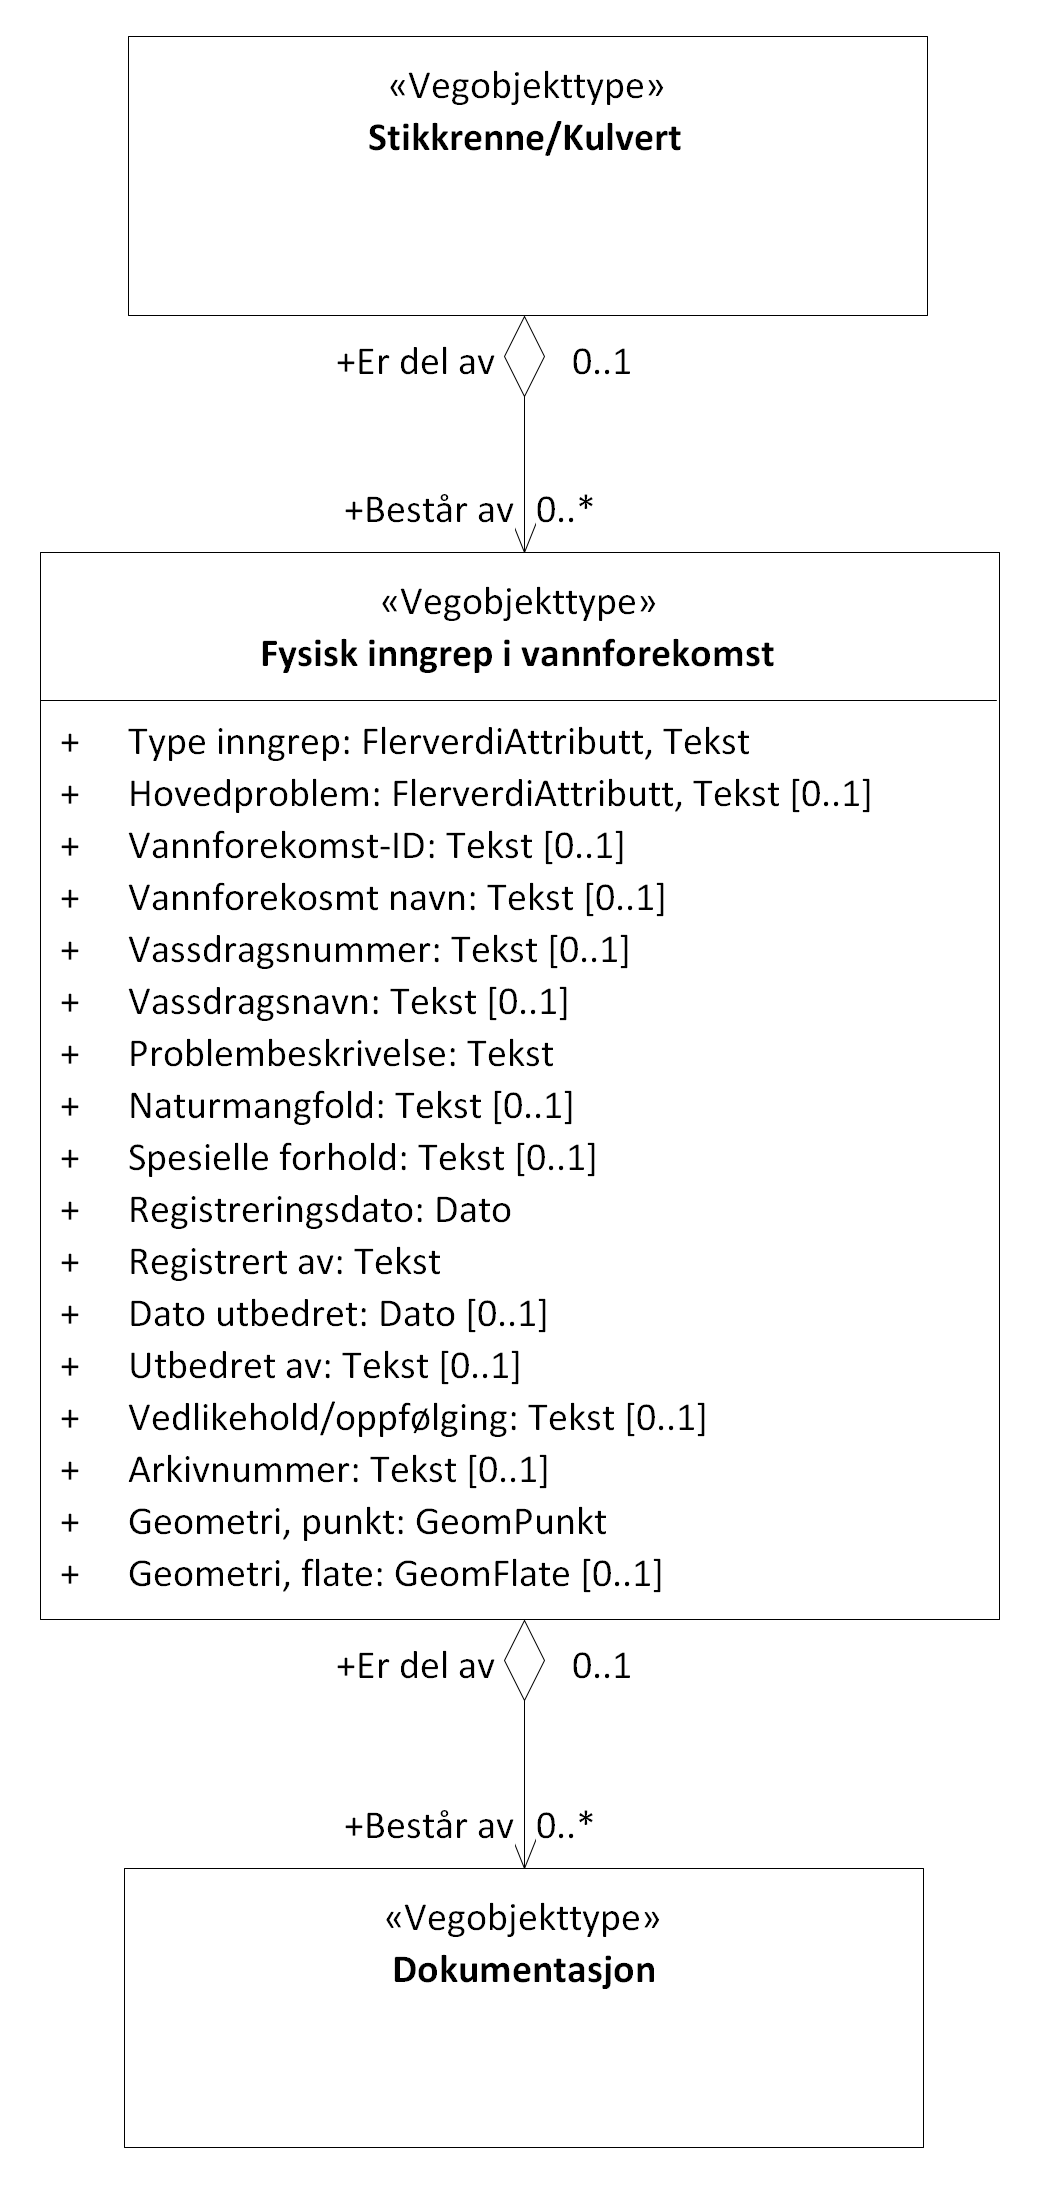 «Vegobjekttype»
Stikkrenne/Kulvert
+Er del av 0..1
+Består av 0..*
«Vegobjekttype»
Fysisk inngrep i vannforekomst
+ Type inngrep: FlerverdiAttributt, Tekst
+ Hovedproblem: FlerverdiAttributt, Tekst [0..1]
+ Vannforekomst-ID: Tekst [0..1]
+ Vannforekosmt navn: Tekst [0..1]
+ Vassdragsnummer: Tekst [0..1]
+ Vassdragsnavn: Tekst [0..1]
+ Problembeskrivelse: Tekst
+ Naturmangfold: Tekst [0..1]
+ Spesielle forhold: Tekst [0..1]
+ Registreringsdato: Dato
+ Registrert av: Tekst
+ Dato utbedret: Dato [0..1]
+ Utbedret av: Tekst [0..1]
+ Vedlikehold/oppfølging: Tekst [0..1]
+ Arkivnummer: Tekst [0..1]
+ Geometri, punkt: GeomPunkt
+ Geometri, flate: GeomFlate [0..1]
+Er del av 0..1
+Består av 0..*
«Vegobjekttype»
Dokumentasjon